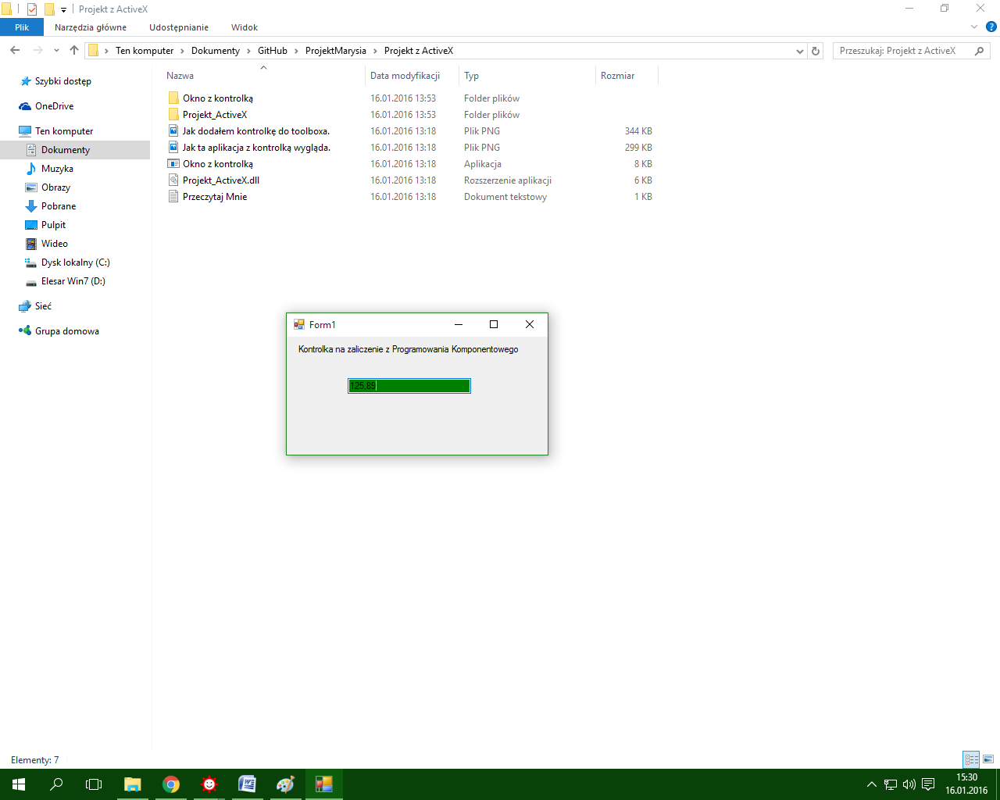 Projekt z ActiveX
Plik Narzędzia główne Udostępnianie Widok
Ten komputer Dokumenty GitHub ProjektMarysia Projekt z ActiveX
Przeszukaj: Projekt z ActiveX
Szybki dostęp
OneDrive
Ten komputer
Dokumenty
Muzyka
Obrazy
Pobrane
Pulpit
Wideo
Dysk lokalny (C:)
Elesar Win7 (D:)
Sieć
Grupa domowa
Nazwa Data modyfikacji Typ Rozmiar
Okno z kontrolką 16.01.2016 13:53 Folder plików
Projekt_ActiveX 16.01.2016 13:53 Folder plików
Jak dodałem kontrolkę do toolboxa. 16.01.2016 13:18 Plik PNG 344 KB
Jak ta aplikacja z kontrolką wygląda. 16.01.2016 13:18 Plik PNG 299 KB
Okno z kontrolką 16.01.2016 13:18 Aplikacja 8 KB
Projekt_ActiveX.dll 16.01.2016 13:18 Rozszerzenie aplikacji 6 KB
Przeczytaj Mnie 16.01.2016 13:18 Dokument tekstowy 1 KB
Form1
Kontrolka na zaliczenie z Programowania Komponentowego
125,89
Elementy: 7
15:30
16.01.2016